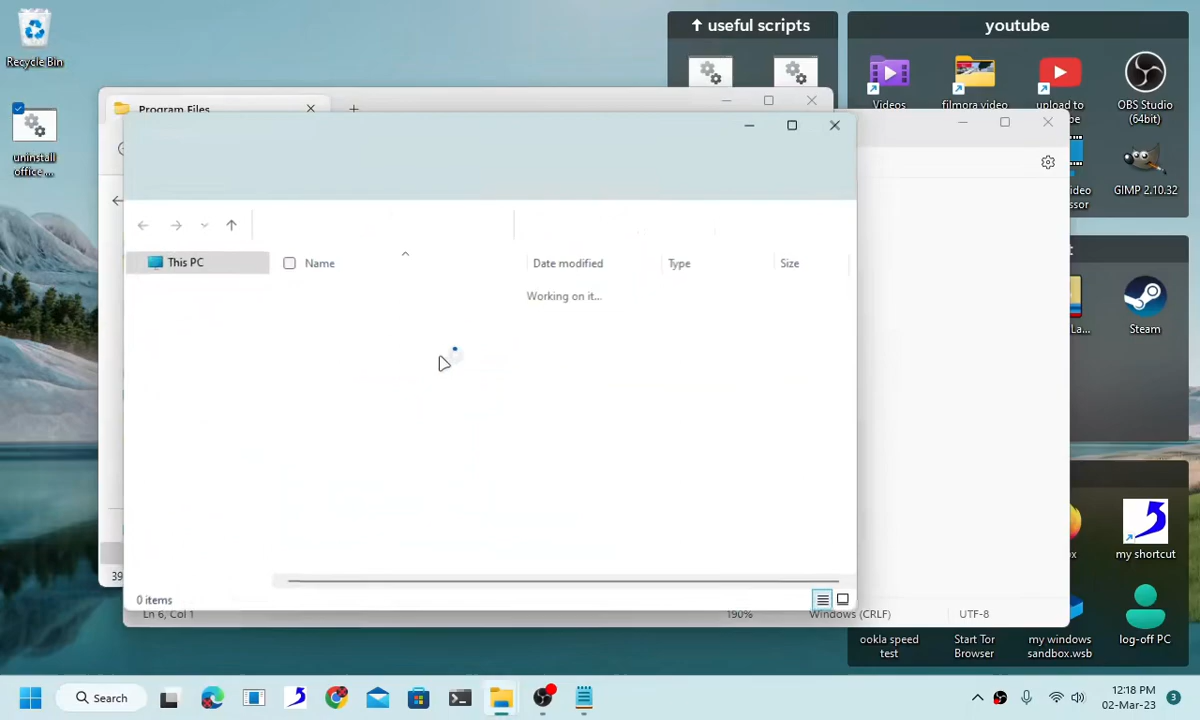 Recycle Bin
uninstall
office ...
↑ useful scripts
youtube
Videos
filmora video
upload to
OBS Studio
(64bit)
GIMP 2.10.32
Steam
my shortcut
ookla speed
test
Start Tor
Browser
my windows
sandbox.wsb
log-off PC
Program Files
This PC
Name
Date modified
Type
Size
Working on it...
0 items
39
Ln 6, Col 1
190%
Windows (CRLF)
UTF-8
Search
12:18 PM
02-Mar-23
3